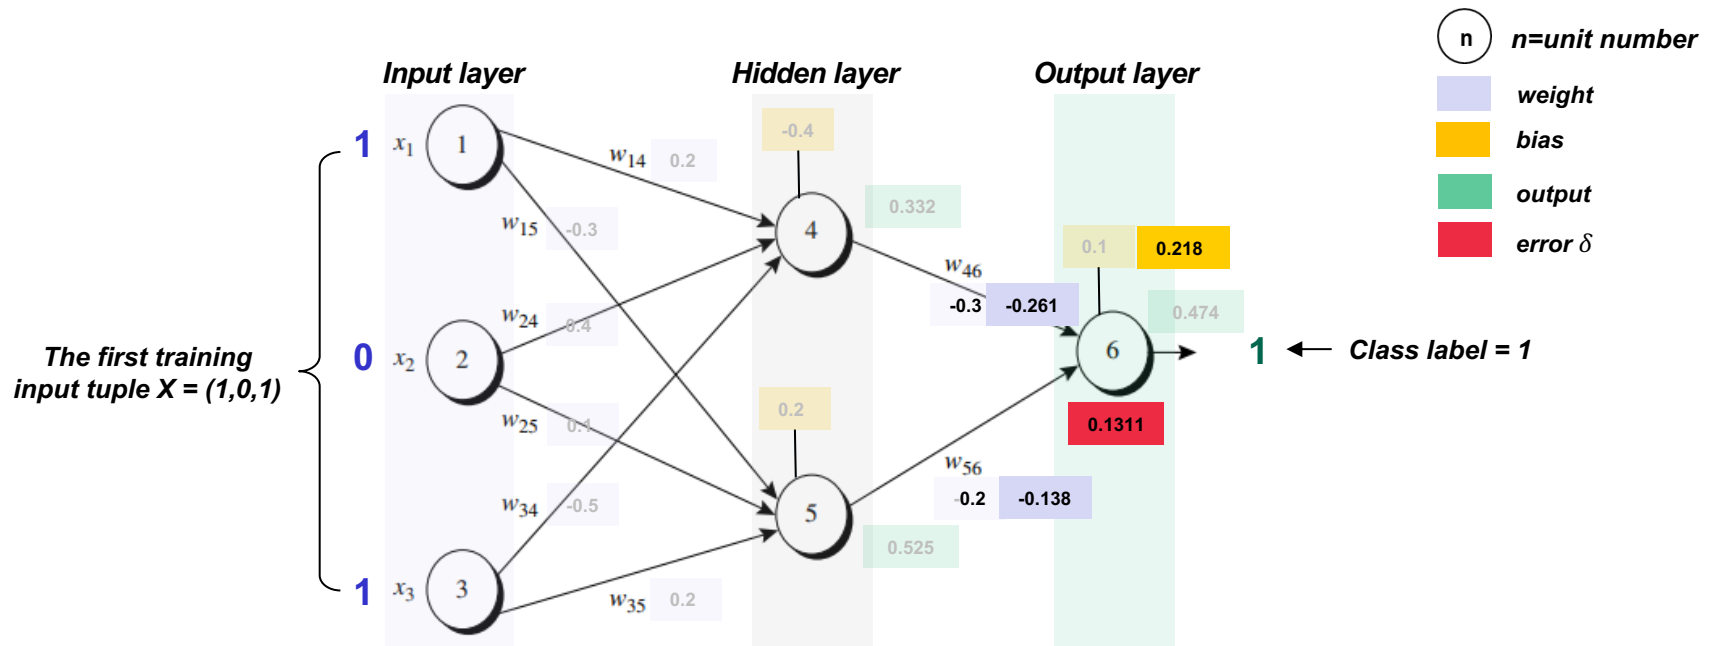 n n=unit number
Input layer Hidden layer Output layer
weight
bias
output
error δ
-0.4
1 x1 1
w14 0.2
0.332
w15 -0.3
4
0.1 0.218
w46
-0.3 -0.261
0.474
w24 0.4
The first training
input tuple X = (1,0,1)
0 x2 2
6
1 Class label = 1
w25 0.1
0.2
0.1311
w56
-0.2 -0.138
w34 -0.5
5
0.525
1 x3 3
w35 0.2